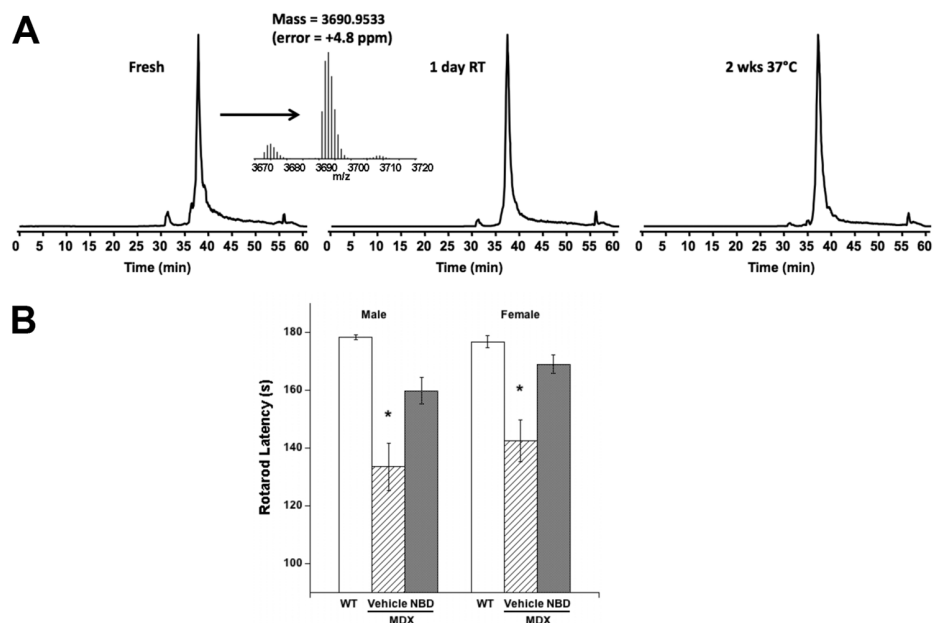 A
Mass = 3690.9533
(error = +4.8 ppm)
Fresh
1 day RT
2 wks 37°C
3670 3680 3690 3700 3710 3720
m/z
0 5 10 15 20 25 30 35 40 45 50 55 60
0 5 10 15 20 25 30 35 40 45 50 55 60
0 5 10 15 20 25 30 35 40 45 50 55 60
Time (min)
Time (min)
Time (min)
B
Male
Female
180
160
140
120
100
Rotarod Latency (s)
*
*
WT Vehicle NBD WT Vehicle NBD
MDX MDX